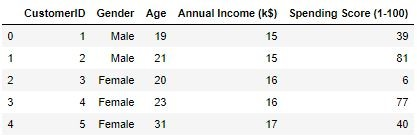 CustomerID Gender Age Annual Income (k$) Spending Score (1-100)
0 1 Male 19 15 39
1 2 Male 21 15 81
2 3 Female 20 16 6
3 4 Female 23 16 77
4 5 Female 31 17 40